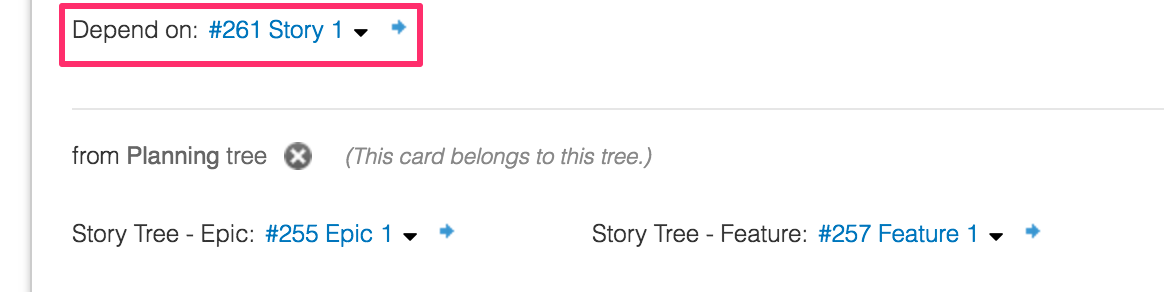 Depend on: #261 Story 1
from Planning tree (This card belongs to this tree.)
Story Tree - Epic: #255 Epic 1 Story Tree - Feature: #257 Feature 1